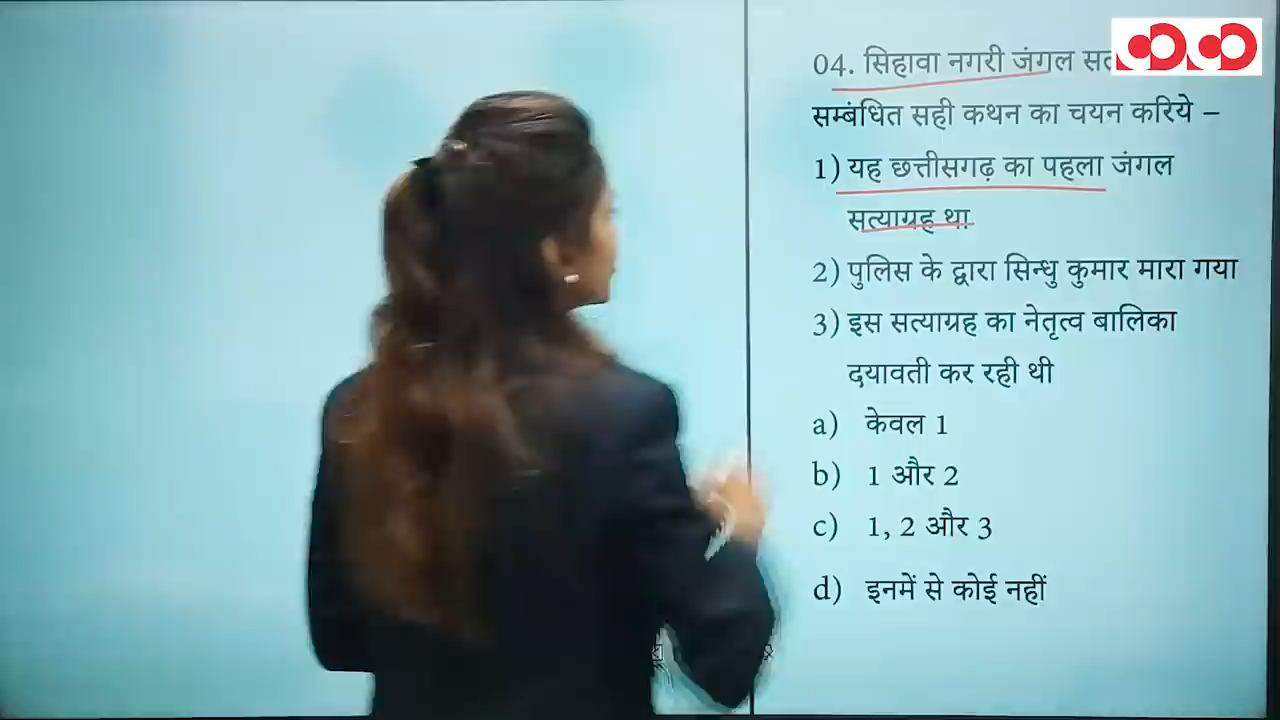 04. सिहावा नगरी जंगल
सम्बंधित सही कथन का चयन करिये –
1) यह छत्तीसगढ़ का पहला जंगल
सत्याग्रह था
2) पुलिस के द्वारा सिन्धु कुमार मारा गया
3) इस सत्याग्रह का नेतृत्व बालिका
दयावती कर रही थी
a) केवल 1
b) 1 और 2
c) 1, 2 और 3
d) इनमें से कोई नहीं